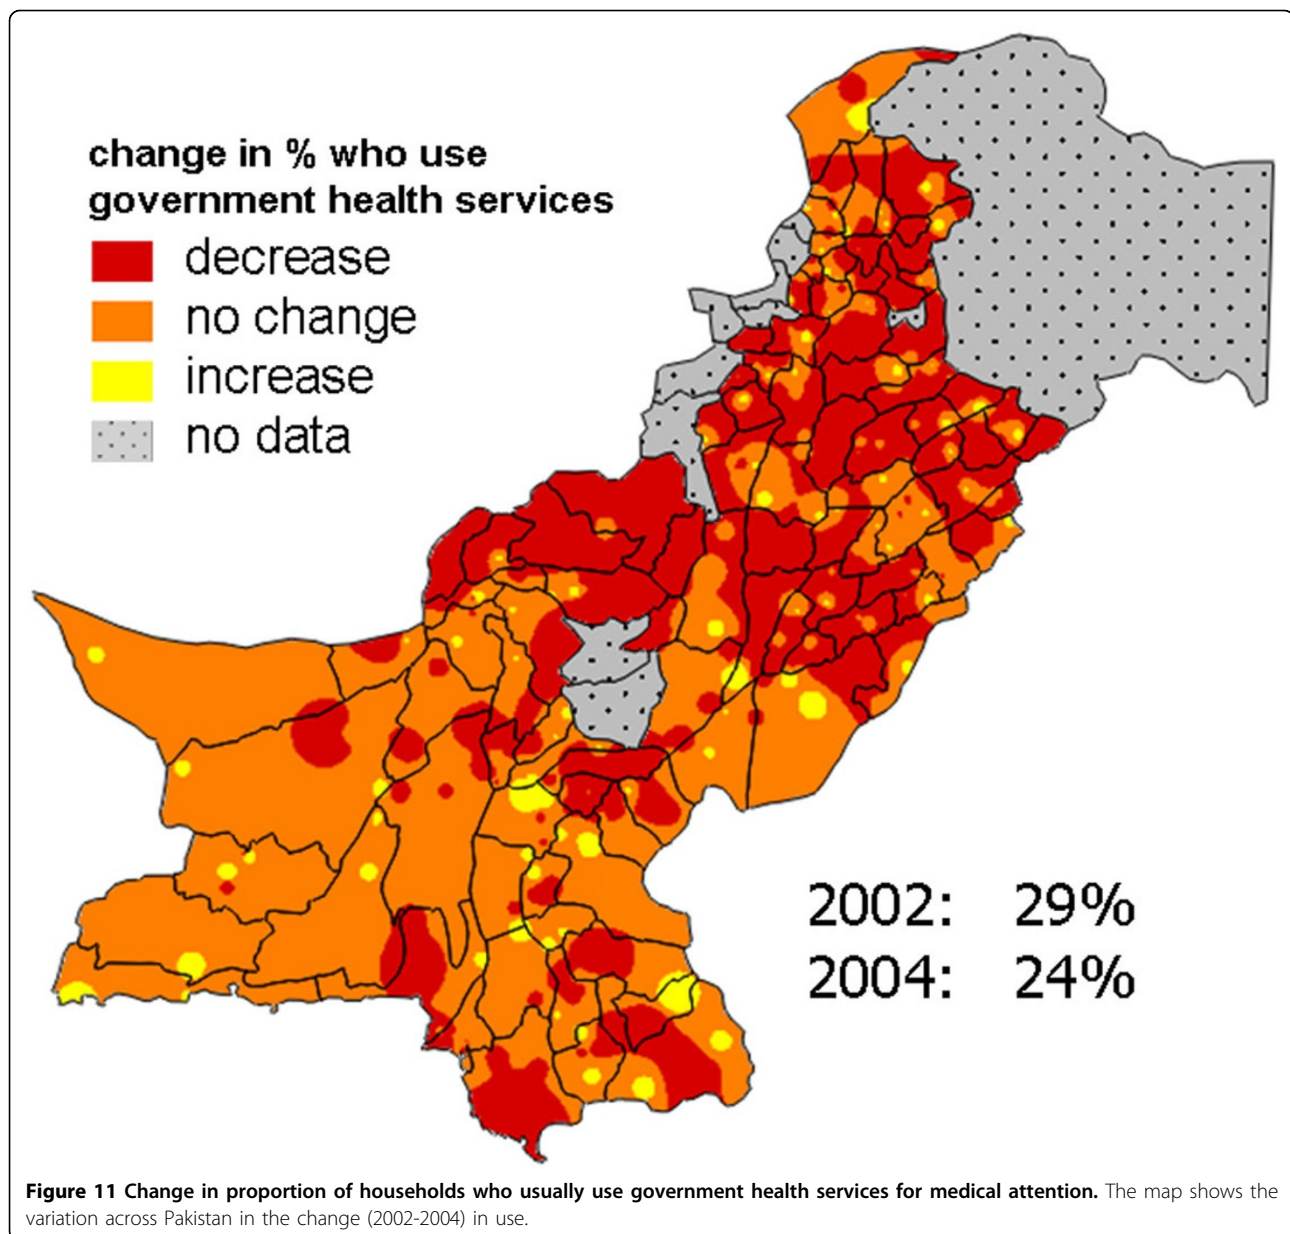 change in % who use
government health services
decrease
no change
increase
no data
2002: 29%
2004: 24%
Figure 11 Change in proportion of households who usually use government health services for medical attention. The map shows the
variation across Pakistan in the change (2002-2004) in use.